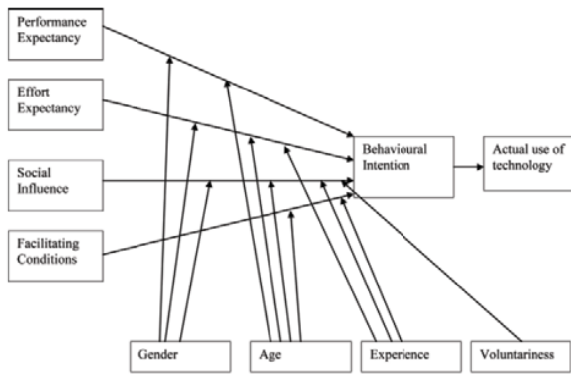 Performance
Expectancy
Effort
Expectancy
Social
Influence
Facilitating
Conditions
Behavioural
Intention
Actual use of
technology
Gender
Age
Experience
Voluntariness